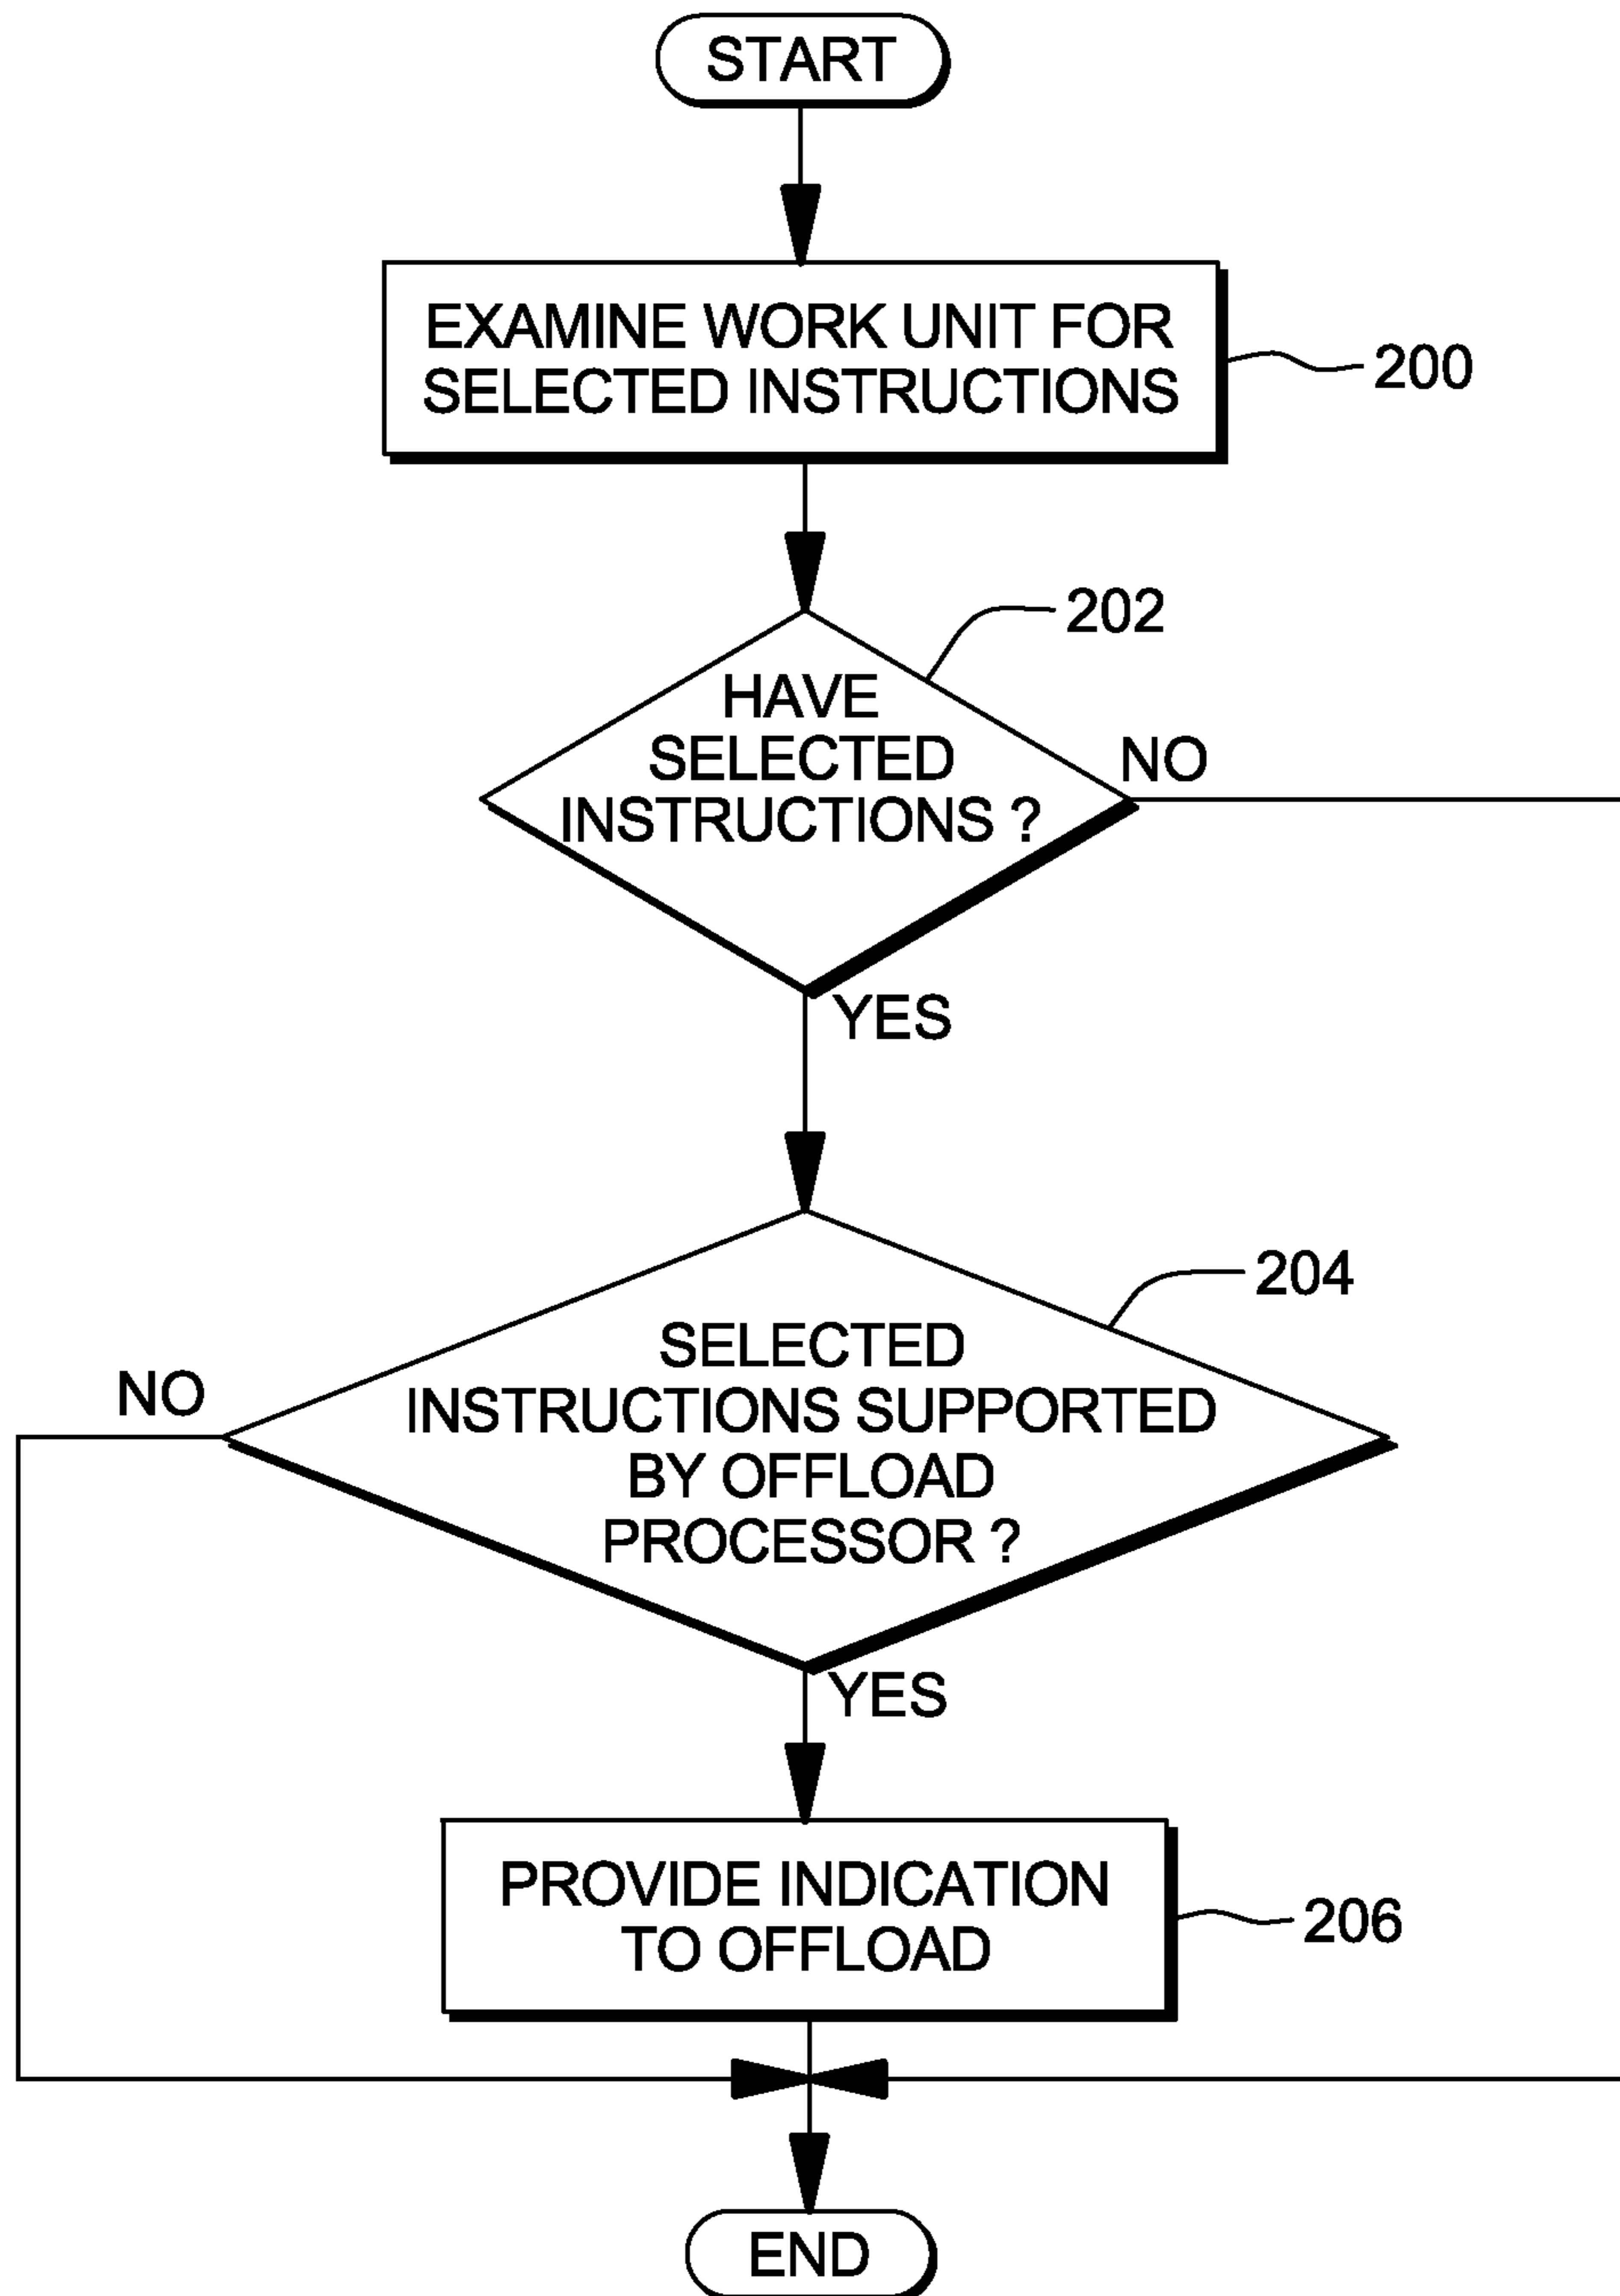 START
EXAMINE WORK UNIT FOR
SELECTED INSTRUCTIONS
200
202
HAVE
SELECTED
INSTRUCTIONS ?
NO
YES
204
SELECTED
INSTRUCTIONS SUPPORTED
BY OFFLOAD
PROCESSOR ?
NO
YES
PROVIDE INDICATION
TO OFFLOAD
206
END